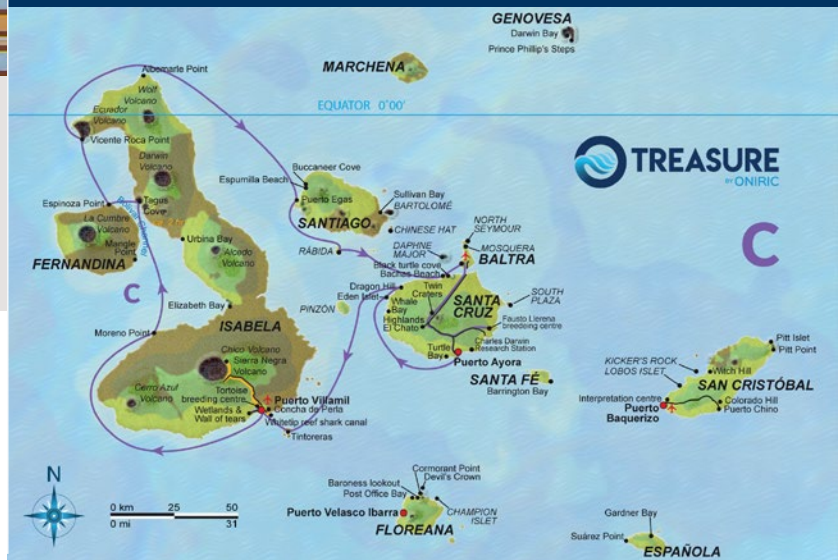 GENOVESA
Darwin Bay
Prince Phillip's Steps
MARCHENA
Albemarle Point
Wolf
Volcano
Ecuador
Volcano
EQUATOR 0°00'
Vicente Roca Point
Darwin
Volcano
TREASURE
BY ONIRIC
Buccaneer Cove
Espumilla Beach
Espinoza Point
Tagus
Cove
Puerto Egas
Sullivan Bay
BARTOLOMÉ
SANTIAGO
CHINESE HAT
La Cumbre
Volcano
Mangle
Point
FERNANDINA
Urbina Bay
Alcedo
Volcano
RÁBIDA
NORTH
SEYMOUR
DAPHNE
MAJOR
MOSQUERA
BALTRA
C
Black turtle cove
Bachas Beach
Dragon Hill
Eden Islet
Twin
Craters
Whale
Bay
SANTA
CRUZ
SOUTH
PLAZA
C
Elizabeth Bay
PINZÓN
Highlands
El Chato
Fausto Llerena
breedeing centre
Moreno Point
ISABELA
Charles Darwin
Research Station
Turtle
Bay
Puerto Ayora
Pitt Islet
Pitt Point
Chico Volcano
Sierra Negra
Volcano
KICKER'S ROCK
LOBOS ISLET
Witch Hill
SAN CRISTÓBAL
SANTA FÉ
Barrington Bay
Cerro Azul
Volcano
Tortoise
breeding centre
Puerto Villamil
Concha de Perla
Wetlands &
Wall of tears
Whitetip reef shark canal
Tintoreras
Interpretation centre
Puerto
Baquerizo
Colorado Hill
Puerto Chino
N
0 km 25 50
0 mi 31
Cormorant Point
Devil's Crown
Baroness lookout
Post Office Bay
Puerto Velasco Ibarra
CHAMPION
ISLET
FLOREANA
Gardner Bay
Suárez Point
ESPAÑOLA